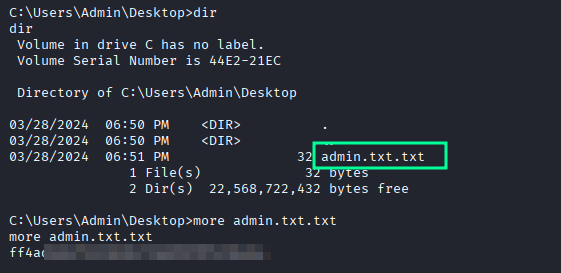 C:\Users\Admin\Desktop>dir
dir
 Volume in drive C has no label.
 Volume Serial Number is 44E2-21EC

 Directory of C:\Users\Admin\Desktop

03/28/2024  06:50 PM    <DIR>          .
03/28/2024  06:50 PM    <DIR>          ..
03/28/2024  06:51 PM                32 admin.txt.txt
               1 File(s)             32 bytes
               2 Dir(s)  22,568,722,432 bytes free

C:\Users\Admin\Desktop>more admin.txt.txt
more admin.txt.txt